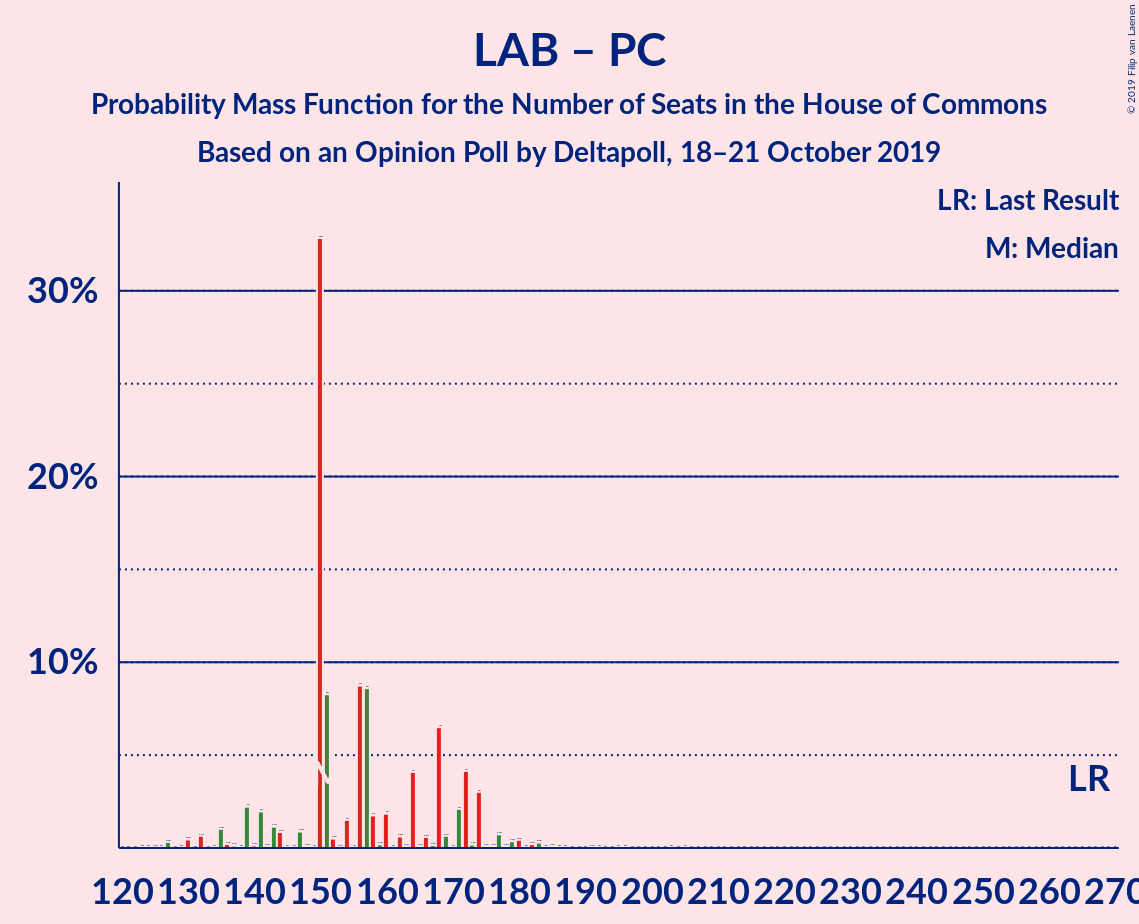 LAB – PC
Probability Mass Function for the Number of Seats in the House of Commons
Based on an Opinion Poll by Deltapoll, 18–21 October 2019
© 2019 Filip van Laenen
LR: Last Result
M: Median
30%
20%
10%
LR
120 130 140 150 160 170 180 190 200 210 220 230 240 250 260 270